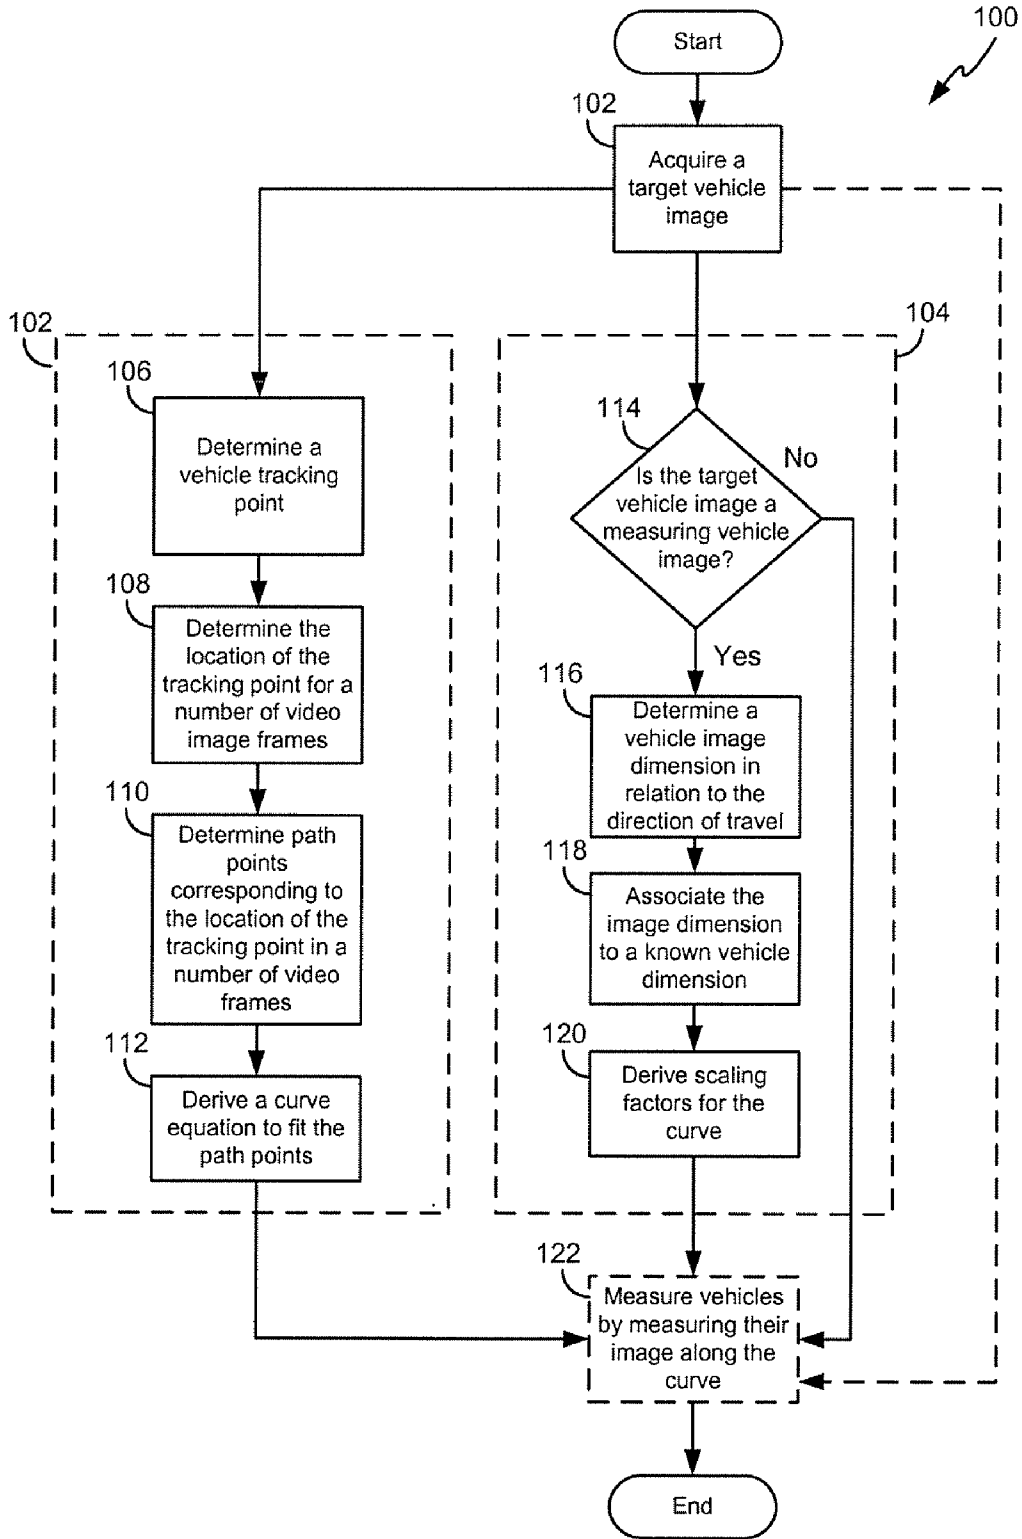 100
Start
102
Acquire a
target vehicle
image
102
104
106
Determine a
vehicle tracking
point
108
Determine the
location of the
tracking point for a
number of video
image frames
110
Determine path
points
corresponding to
the location of the
tracking point in a
number of video
frames
112
Derive a curve
equation to fit the
path points
114
Is the target
vehicle image a
measuring vehicle
image?
No
Yes
116
Determine a
vehicle image
dimension in
relation to the
direction of travel
118
Associate the
image dimension
to a known vehicle
dimension
120
Derive scaling
factors for the
curve
122
Measure vehicles
by measuring their
image along the
curve
End